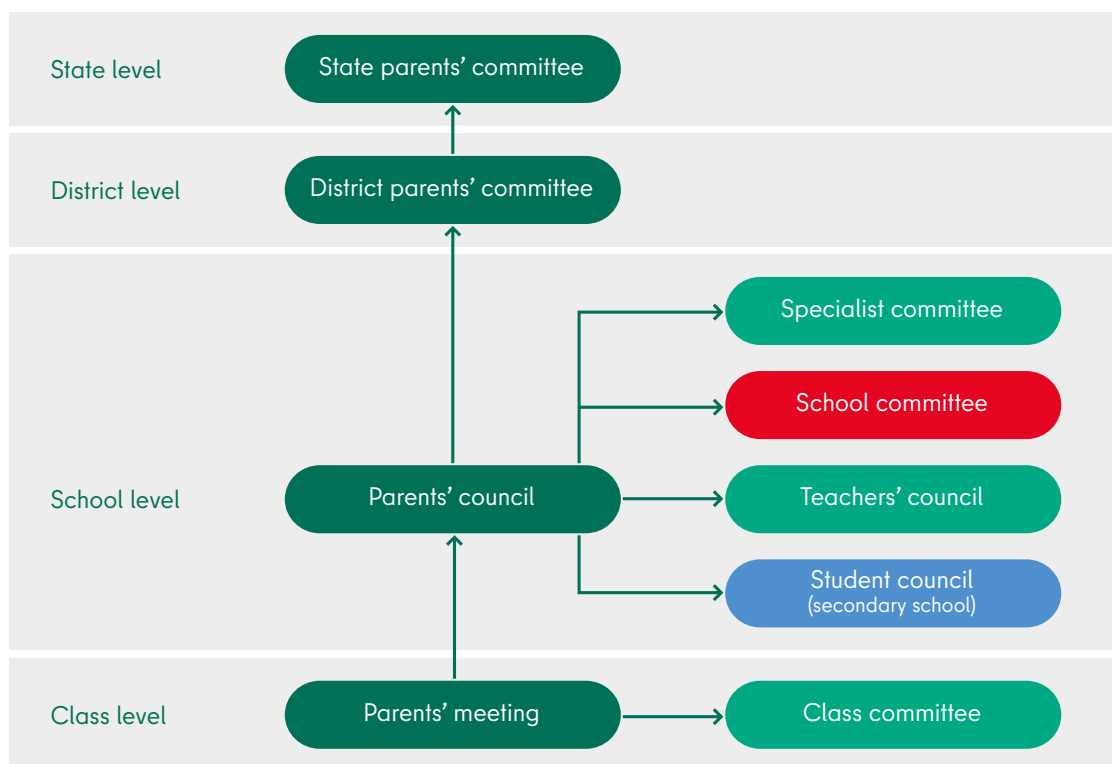 State level
State parents’ committee
District level
District parents’ committee
Specialist committee
School committee
School level
Parents’ council
Teachers’ council
Student council
(secondary school)
Class level
Parents’ meeting
Class committee